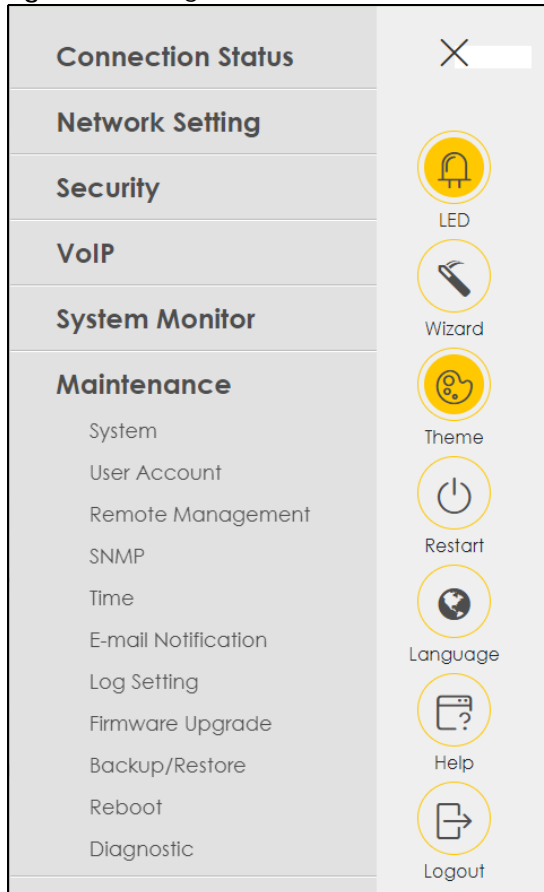 Connection Status
Network Setting
Security
VoIP
System Monitor
Maintenance
System
User Account
Remote Management
SNMP
Time
E-mail Notification
Log Setting
Firmware Upgrade
Backup/Restore
Reboot
Diagnostic
LED
Wizard
Theme
Restart
Language
Help
Logout